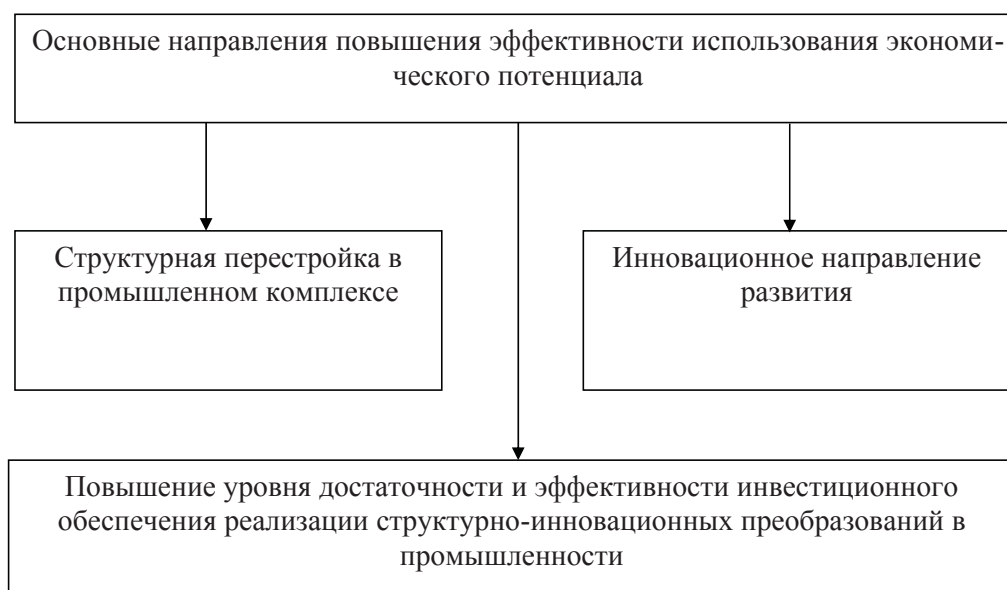 Основные направления повышения эффективности использования экономи-
ческого потенциала
Структурная перестройка в
промышленном комплексе
Инновационное направление
развития
Повышение уровня достаточности и эффективности инвестиционного
обеспечения реализации структурно-инновационных преобразований в
промышленности